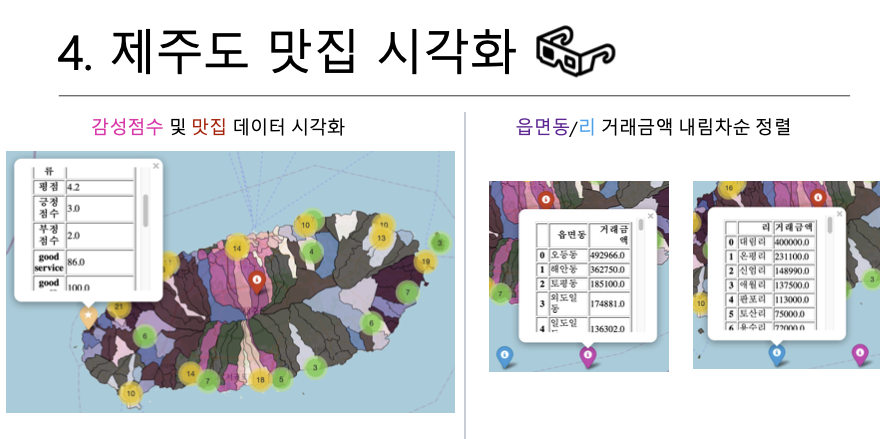 4. 제주도 맛집 시각화
감성점수 및 맛집 데이터 시각화
류
평점 4.2
긍정
점수 3.0
부정
점수 2.0
good
service 86.0
good 100.0
14
10
4
10
13
3
19
7
6
3
5
18
7
14
10
6
21
읍면동/리 거래금액 내림차순 정렬
읍면동 거래금
액
0 오등동 492966.0
1 해안동 362750.0
2 토평동 185100.0
3 외도일
동 174881.0
4 일도일
동 136302.0
7
16
리 거래금액
0 대림리 400000.0
1 은평리 231100.0
2 신엄리 148990.0
3 애월리 137500.0
4 판포리 113000.0
5 토산리 75000.0
6 용수리 72000.0
10
3